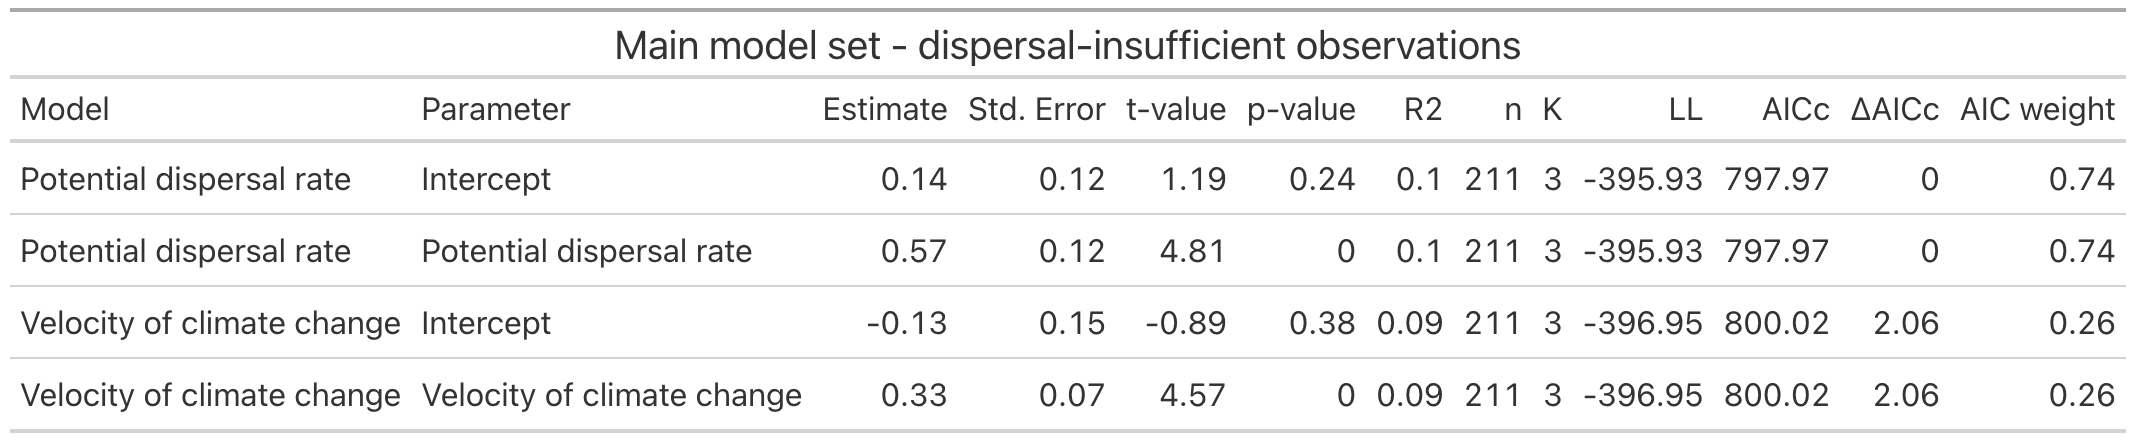 Main model set - dispersal-insufficient observations
Model Parameter Estimate Std. Error t-value p-value R2 n K LL AICc ΔAICc AIC weight
Potential dispersal rate Intercept 0.14 0.12 1.19 0.24 0.1 211 3 -395.93 797.97 0 0.74
Potential dispersal rate Potential dispersal rate 0.57 0.12 4.81 0 0.1 211 3 -395.93 797.97 0 0.74
Velocity of climate change Intercept -0.13 0.15 -0.89 0.38 0.09 211 3 -396.95 800.02 2.06 0.26
Velocity of climate change Velocity of climate change 0.33 0.07 4.57 0 0.09 211 3 -396.95 800.02 2.06 0.26